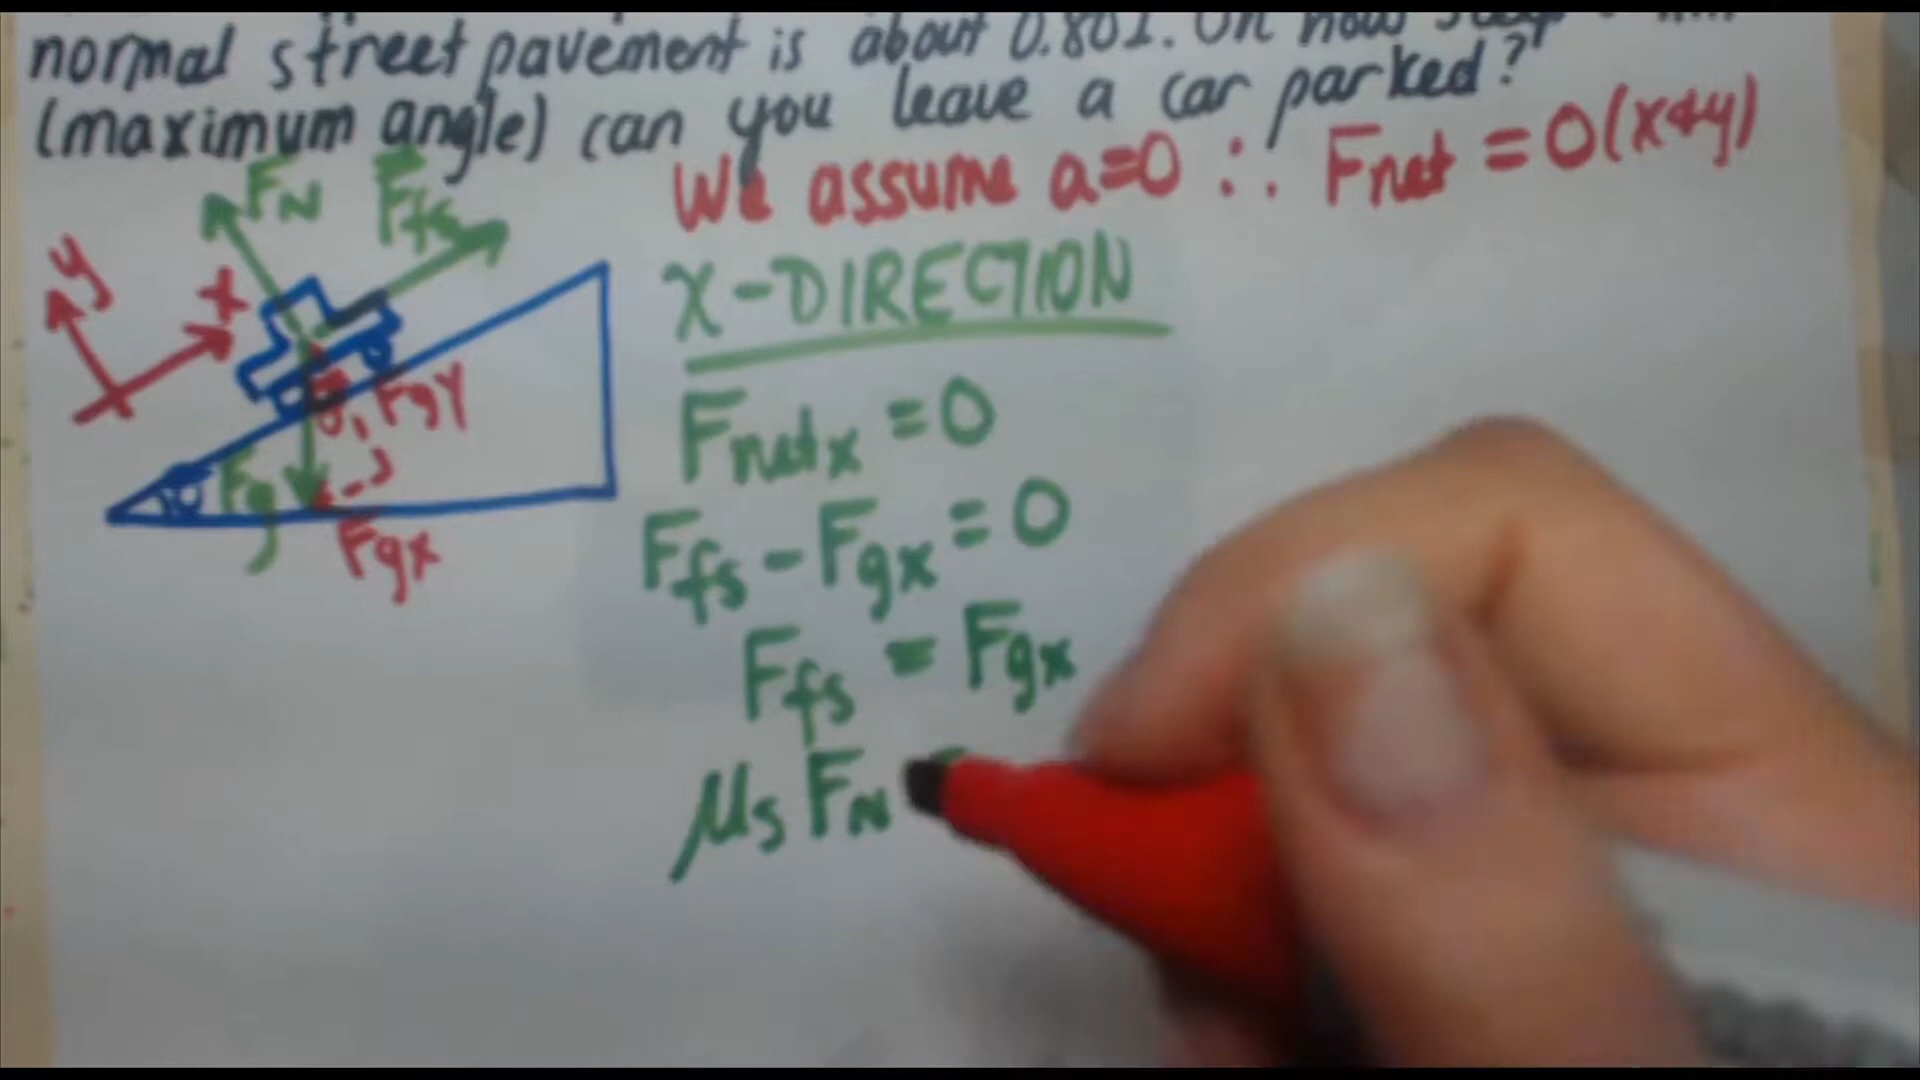 normal street pavement is about 0.801. On how
(maximum angle) can you leave a car parked?
We assume a=0 ∴ Fnet = 0(x&y)
FN
Ffs
y
x
Fgy
Fg
Fgx
X-DIRECTION
Fnetx = 0
Ffs - Fgx = 0
Ffs = Fgx
μs FN